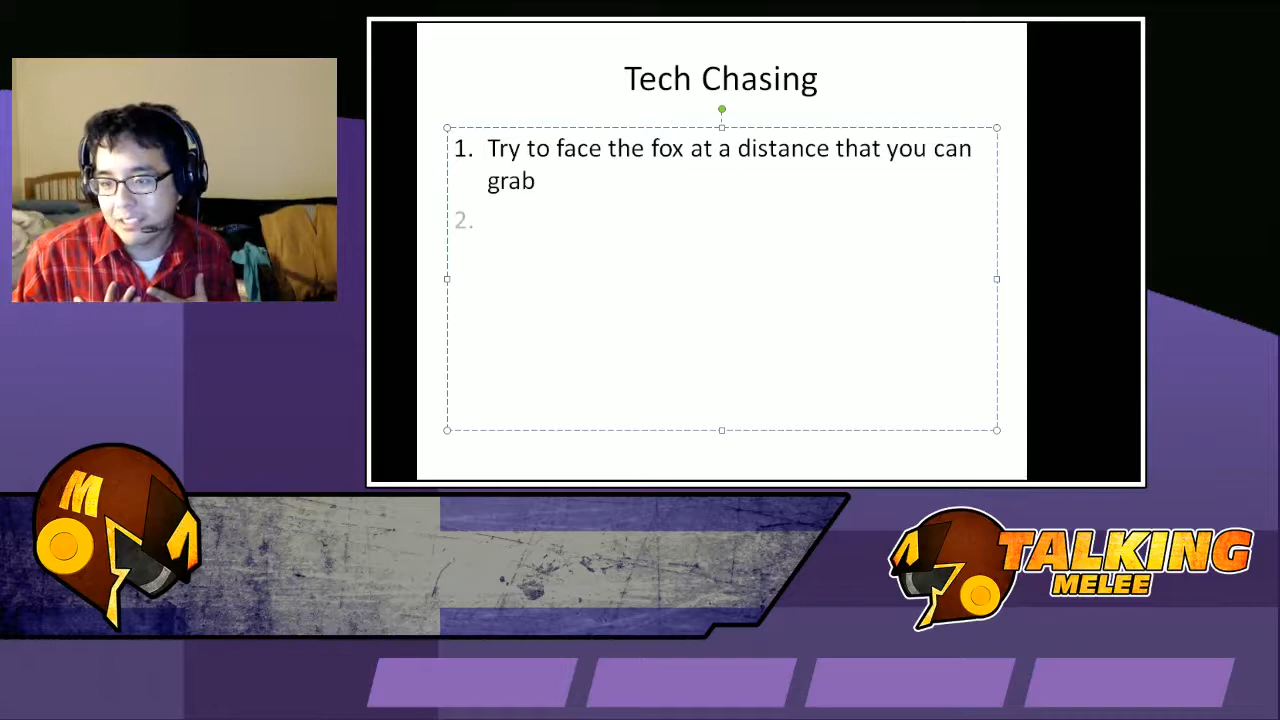 Tech Chasing
1. Try to face the fox at a distance that you can
grab
2.
M
TALKING
MELEE